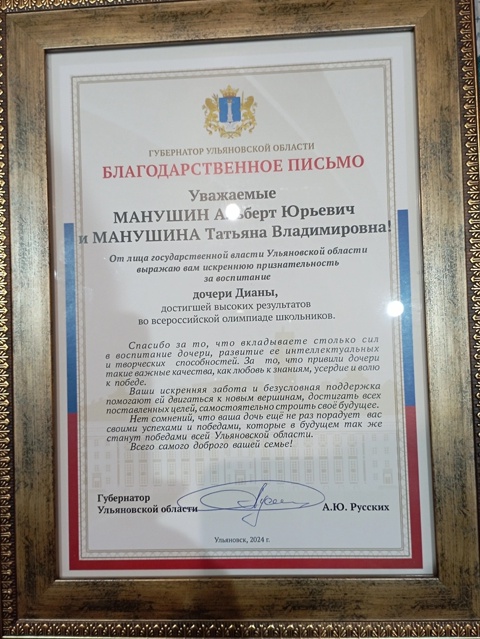 ГУБЕРНАТОР УЛЬЯНОВСКОЙ ОБЛАСТИ
БЛАГОДАРСТВЕННОЕ ПИСЬМО
Уважаемые
МАНУШИН Альберт Юрьевич
и МАНУШИНА Татьяна Владимировна!
От лица государственной власти Ульяновской области
выражаю вам искреннюю признательность
за воспитание
дочери Дианы,
достигшей высоких результатов
во всероссийской олимпиаде школьников.
Спасибо за то, что вкладываете столько сил
в воспитание дочери, развитие ее интеллектуальных
и творческих способностей. За то, что привили дочери
такие важные качества, как любовь к знаниям, усердие и волю
к победе.
Ваши искренняя забота и безусловная поддержка
помогают ей двигаться к новым вершинам, достигать всех
поставленных целей, самостоятельно строить своё будущее.
Нет сомнений, что ваша дочь ещё не раз порадует вас
своими успехами и победами, которые в будущем так же
станут победами всей Ульяновской области.
Всего самого доброго вашей семье!
Губернатор
Ульяновской области
А.Ю. Русских
Ульяновск, 2024 г.